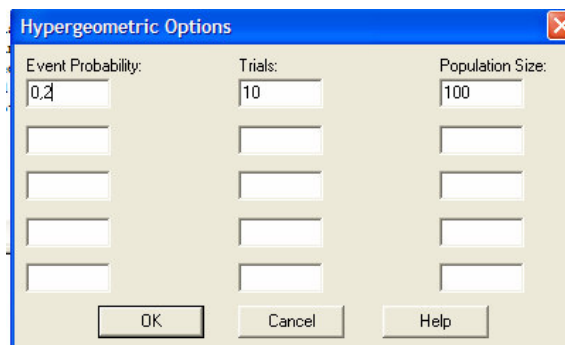 Hypergeometric Options
Event Probability: Trials: Population Size:
0,2 10 100
OK Cancel Help